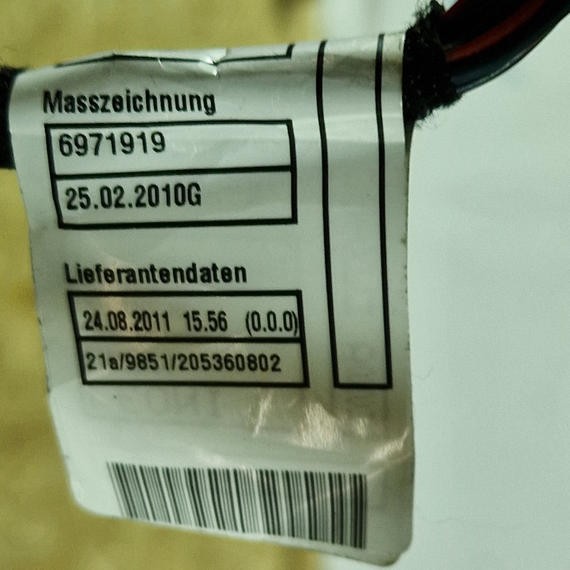 Masszeichnung
6971919
25.02.2010G
Lieferantendaten
24.08.2011 15.56 (0.0.0)
21a/9851/205360802